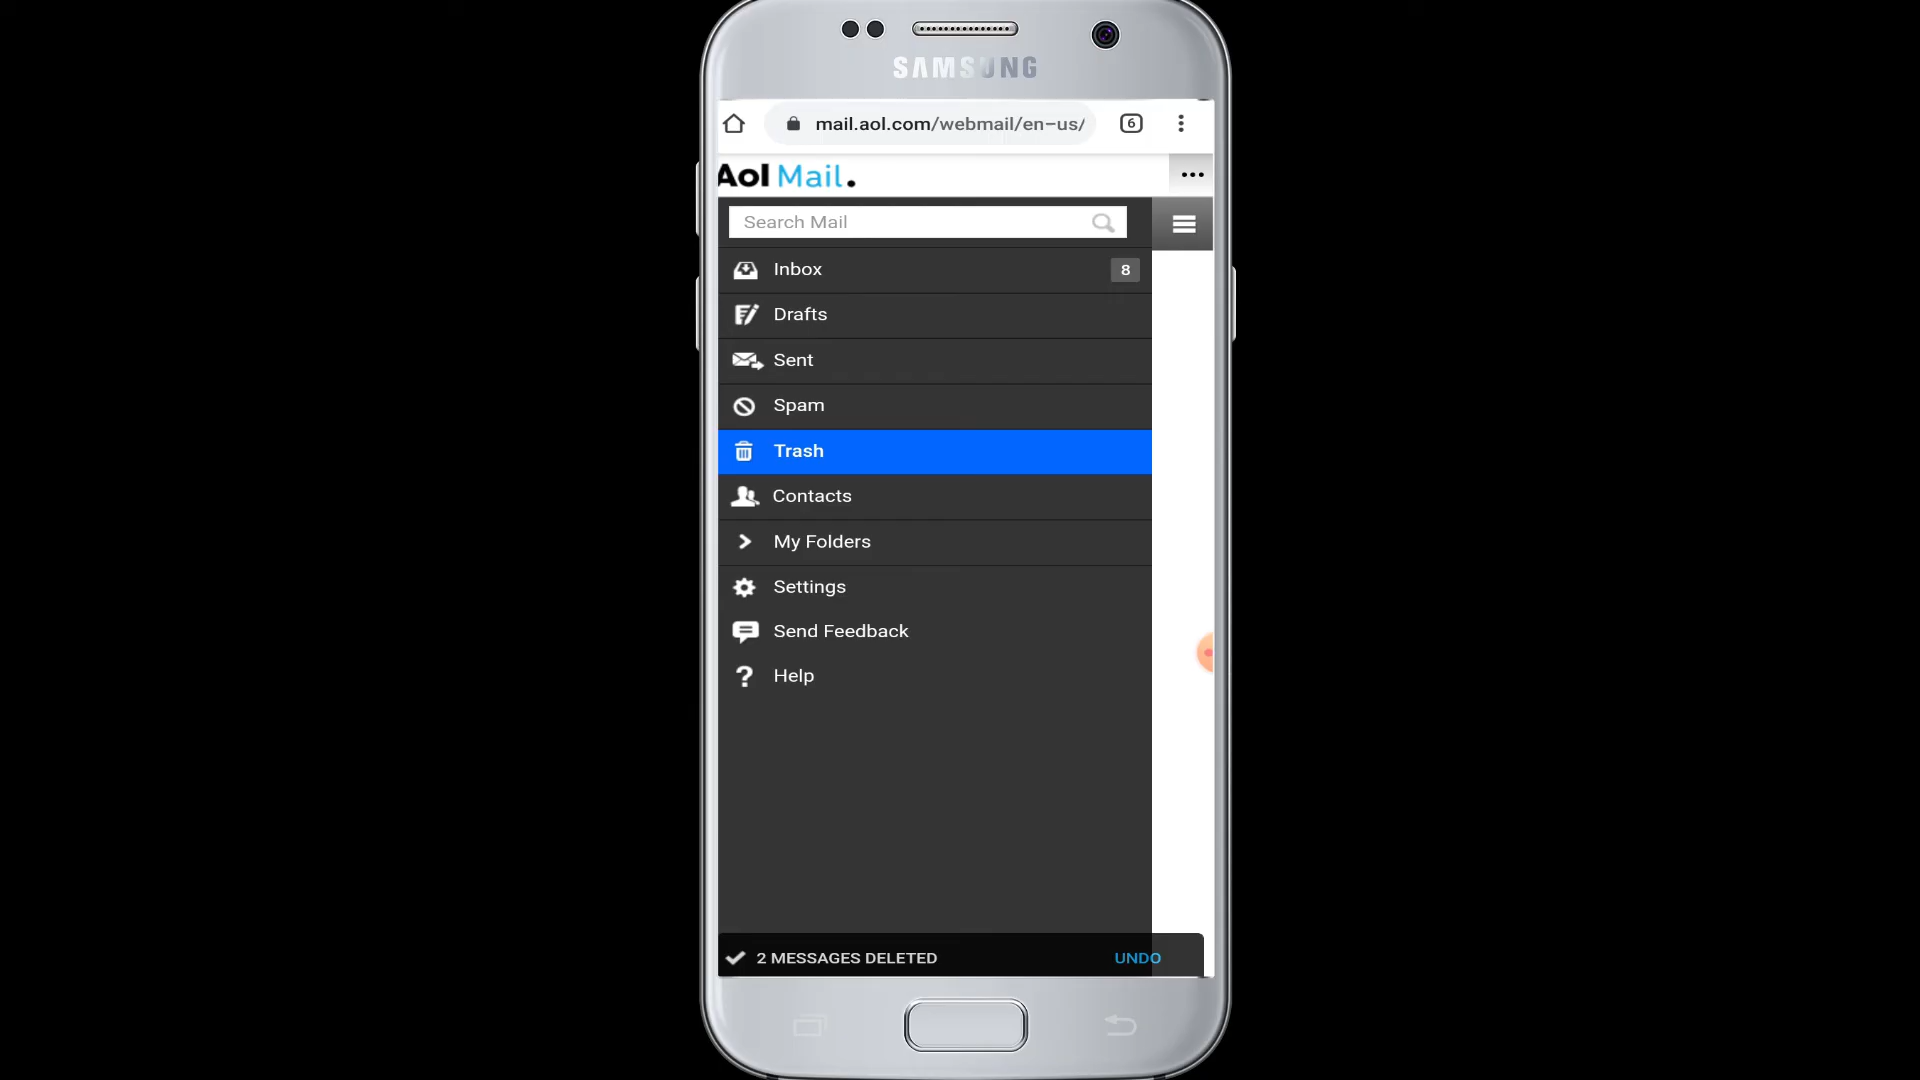 SAMSUNG
mail.aol.com/webmail/en-us/
6
Aol Mail.
Search Mail
Inbox 8
Drafts
Sent
Spam
Trash
Contacts
My Folders
Settings
Send Feedback
Help
2 MESSAGES DELETED UNDO